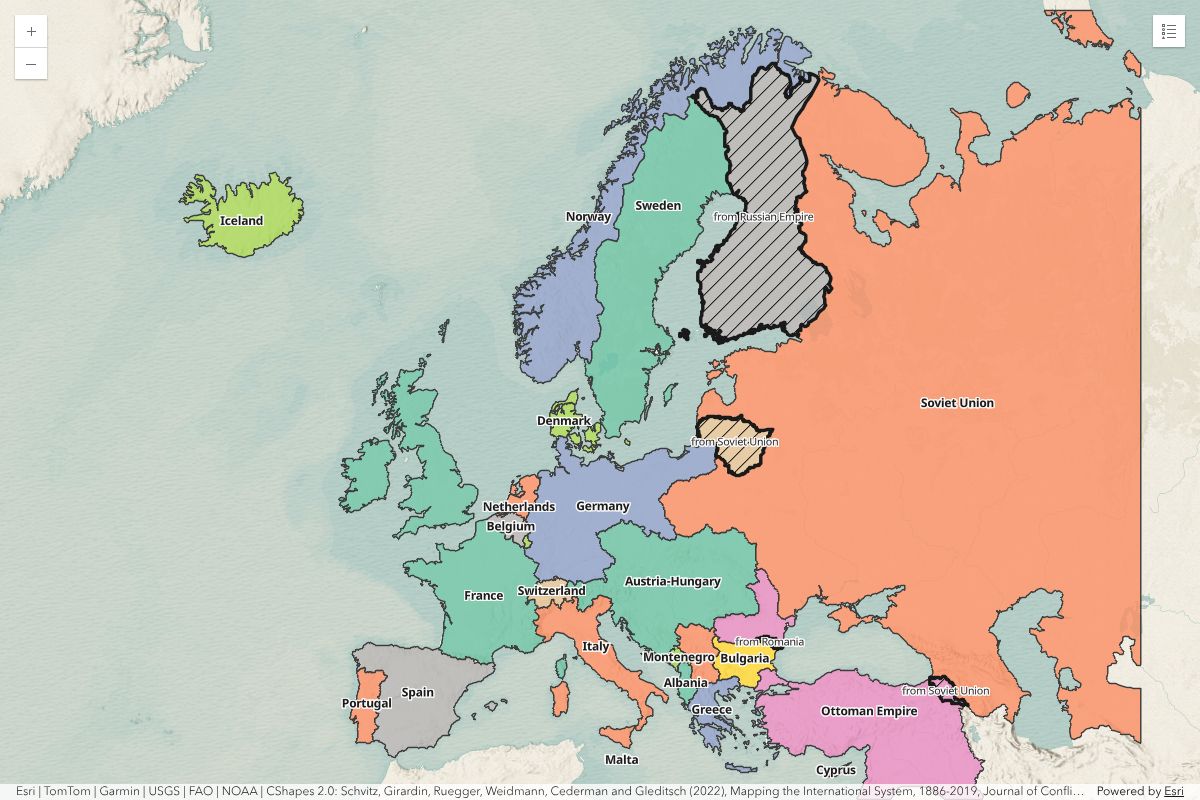 +
−
Iceland
Norway
Sweden
from Russian Empire
Soviet Union
Denmark
from Soviet Union
Netherlands
Germany
Belgium
Austria-Hungary
France
Switzerland
from Romania
Italy
Montenegro
Bulgaria
Albania
Spain
from Soviet Union
Portugal
Greece
Ottoman Empire
Malta
Cyprus
Esri | TomTom | Garmin | USGS | FAO | NOAA | CShapes 2.0: Schvitz, Girardin, Ruegger, Weidmann, Cederman and Gleditsch (2022), Mapping the International System, 1886-2019, Journal of Confli... Powered by Esri